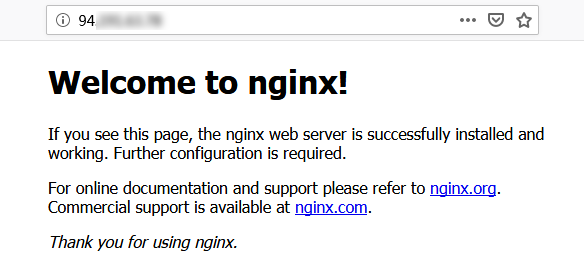 94.
Welcome to nginx!
If you see this page, the nginx web server is successfully installed and
working. Further configuration is required.
For online documentation and support please refer to nginx.org.
Commercial support is available at nginx.com.
Thank you for using nginx.